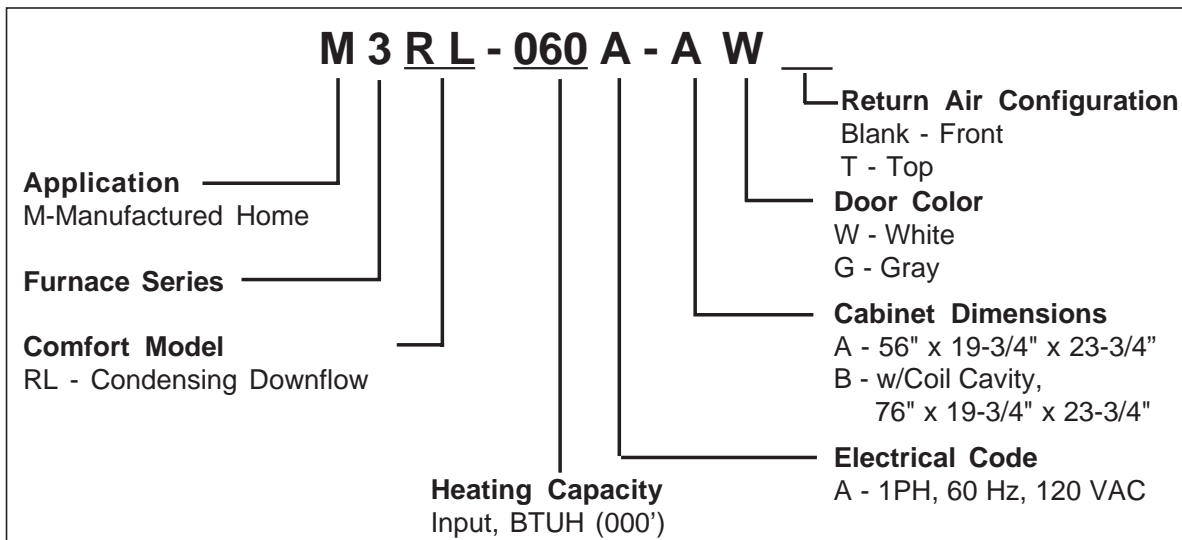 M 3 R L - 060 A - A W
Return Air Configuration
Blank - Front
T - Top
Application
M-Manufactured Home
Door Color
W - White
G - Gray
Furnace Series
Cabinet Dimensions
A - 56" x 19-3/4" x 23-3/4”
B - w/Coil Cavity,
76" x 19-3/4" x 23-3/4"
Comfort Model
RL - Condensing Downflow
Electrical Code
A - 1PH, 60 Hz, 120 VAC
Heating Capacity
Input, BTUH (000')